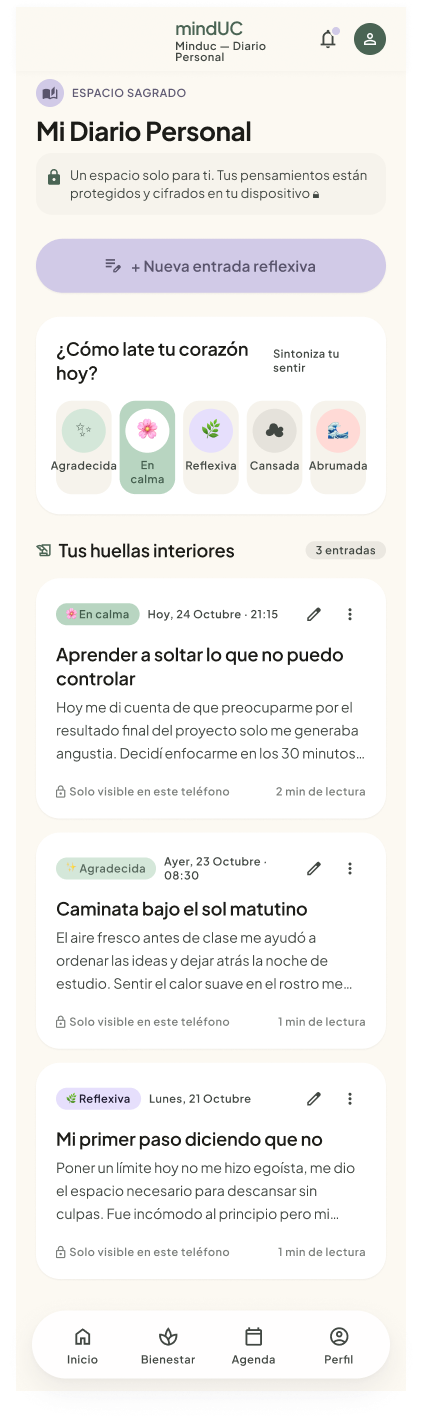 mindUC
Minduc — Diario
Personal
ESPACIO SAGRADO
Mi Diario Personal
Un espacio solo para ti. Tus pensamientos están
protegidos y cifrados en tu dispositivo 🔒
+ Nueva entrada reflexiva
¿Cómo late tu corazón
hoy?
Sintoniza tu
sentir
Agradecida
En
calma
Reflexiva
Cansada
Abrumada
Tus huellas interiores
3 entradas
🌸 En calma
Hoy, 24 Octubre · 21:15
Aprender a soltar lo que no puedo
controlar
Hoy me di cuenta de que preocuparme por el
resultado final del proyecto solo me generaba
angustia. Decidí enfocarme en los 30 minutos…
Solo visible en este teléfono
2 min de lectura
✨ Agradecida
Ayer, 23 Octubre ·
08:30
Caminata bajo el sol matutino
El aire fresco antes de clase me ayudó a
ordenar las ideas y dejar atrás la noche de
estudio. Sentir el calor suave en el rostro me…
Solo visible en este teléfono
1 min de lectura
🌿 Reflexiva
Lunes, 21 Octubre
Mi primer paso diciendo que no
Poner un límite hoy no me hizo egoísta, me dio
el espacio necesario para descansar sin
culpas. Fue incómodo al principio pero mi…
Solo visible en este teléfono
1 min de lectura
Inicio
Bienestar
Agenda
Perfil